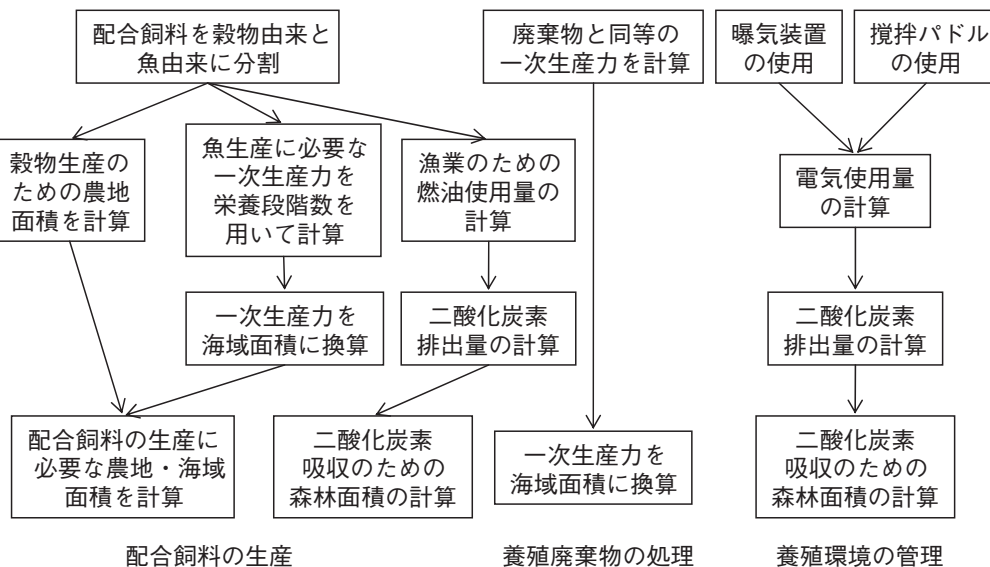 配合飼料を穀物由来と
魚由来に分割
廃棄物と同等の
一次生産力を計算
曝気装置
の使用
撹拌パドル
の使用
穀物生産の
ための農地
面積を計算
魚生産に必要な
一次生産力を
栄養段階数を
用いて計算
漁業のための
燃油使用量の
計算
電気使用量
の計算
一次生産力を
海域面積に換算
二酸化炭素
排出量の計算
二酸化炭素
排出量の計算
配合飼料の生産に
必要な農地・海域
面積を計算
二酸化炭素
吸収のための
森林面積の計算
一次生産力を
海域面積に換算
二酸化炭素
吸収のための
森林面積の計算
配合飼料の生産
養殖廃棄物の処理
養殖環境の管理